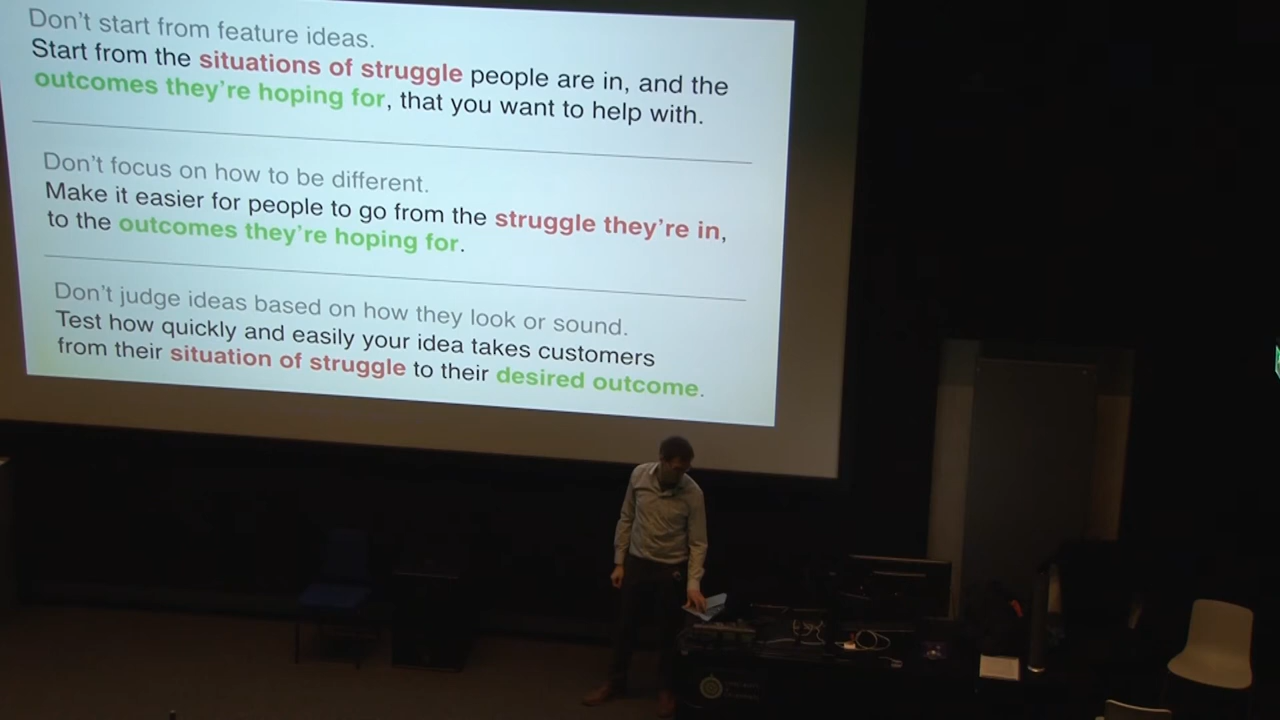 Don't start from feature ideas.
Start from the situations of struggle people are in, and the
outcomes they're hoping for, that you want to help with.
Don't focus on how to be different.
Make it easier for people to go from the struggle they're in,
to the outcomes they're hoping for.
Don't judge ideas based on how they look or sound.
Test how quickly and easily your idea takes customers
from their situation of struggle to their desired outcome.